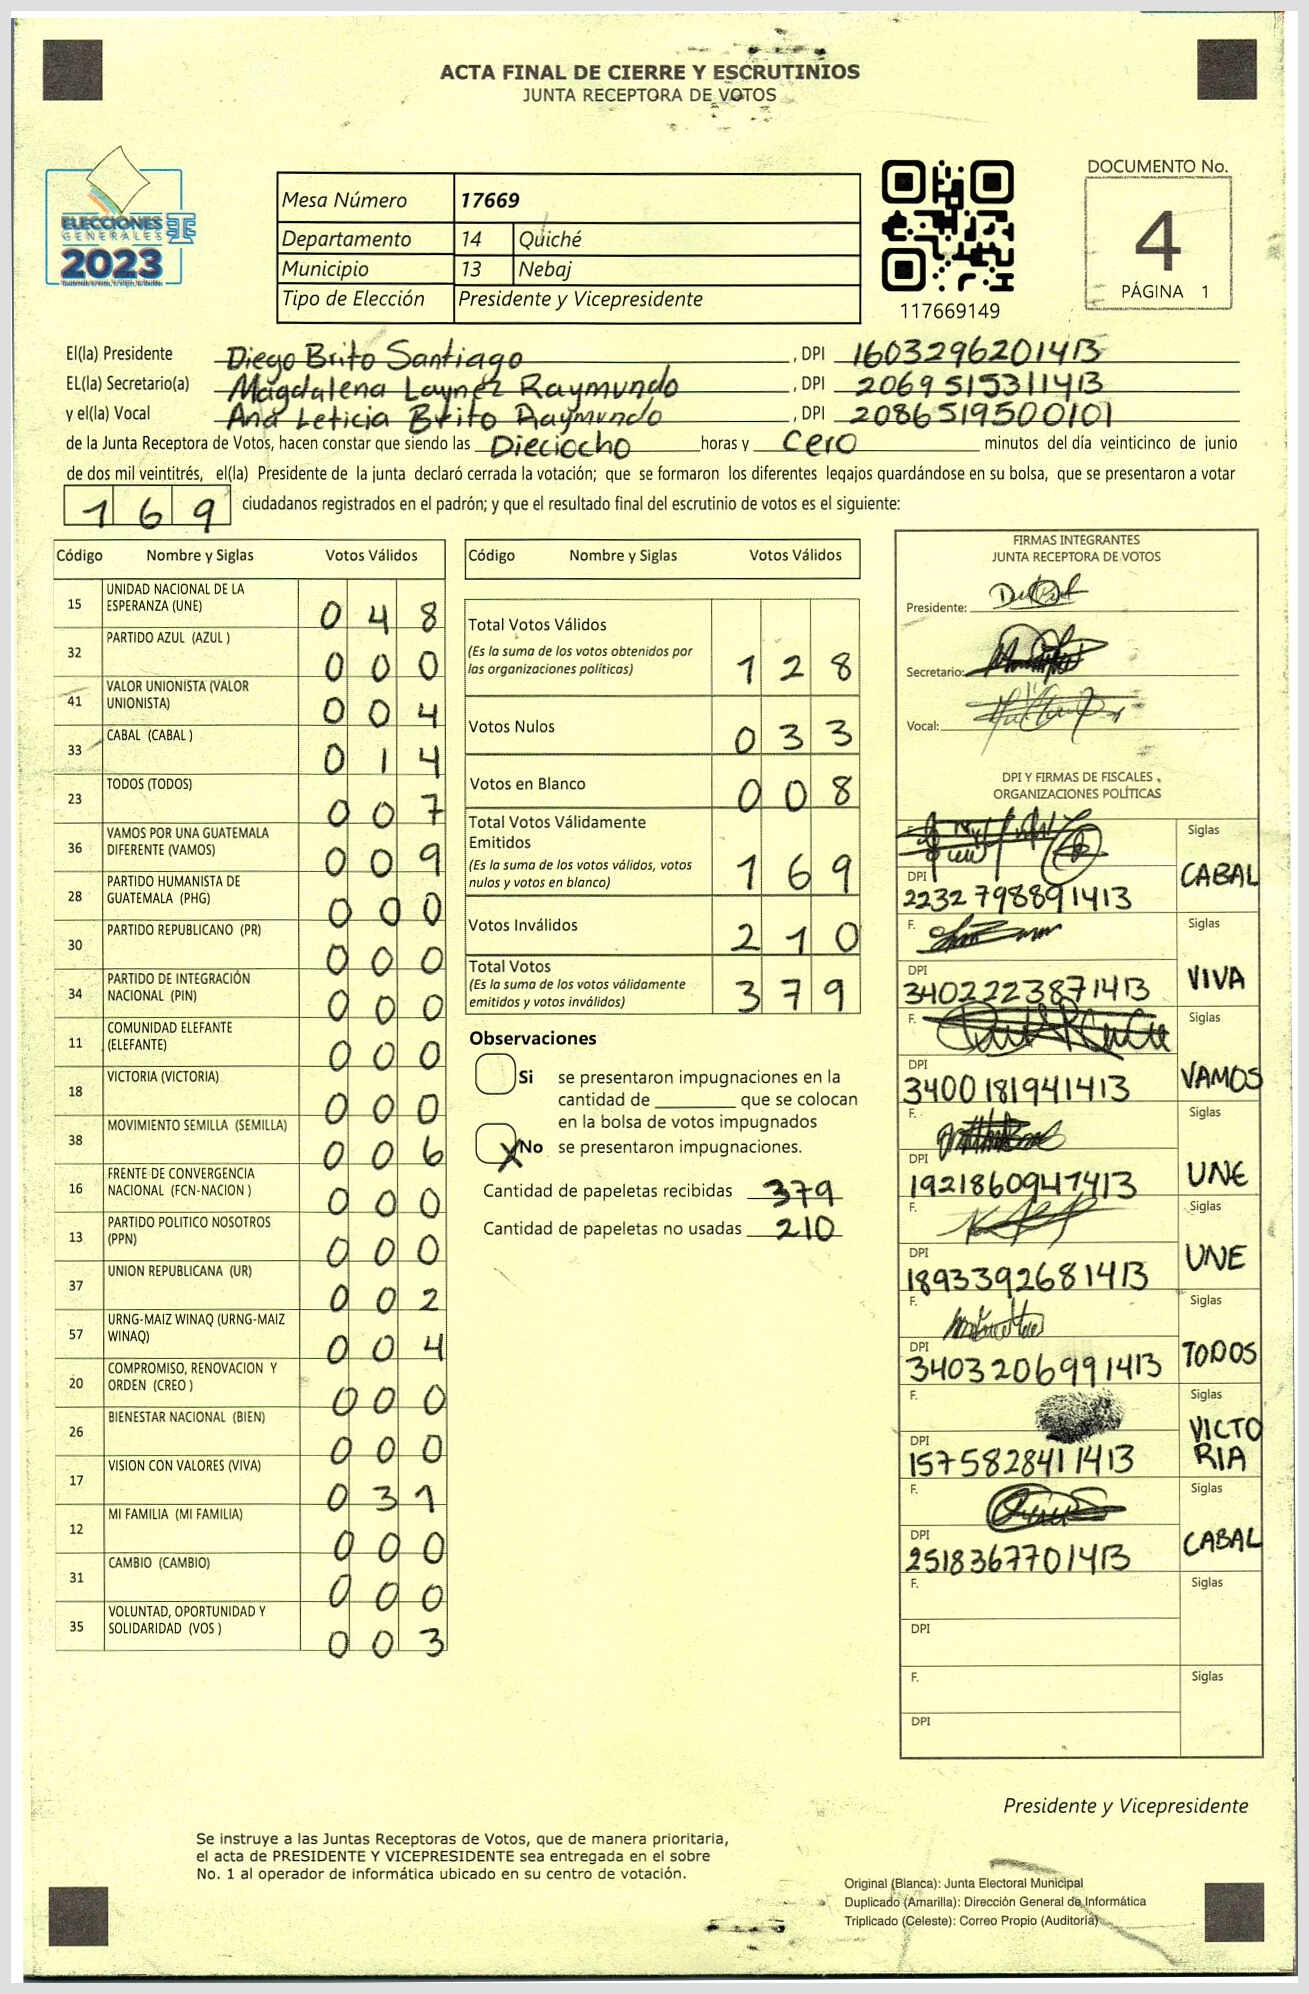 ACTA FINAL DE CIERRE Y ESCRUTINIOS
JUNTA RECEPTORA DE VOTOS
ELECCIONES
GENERALES
2023
Mesa Número 17669
Departamento 14 Quiché
Municipio 13 Nebaj
Tipo de Elección Presidente y Vicepresidente
117669149
DOCUMENTO No.
4
PÁGINA 1
El(la) Presidente Diego Brito Santiago, DPI 1603296201413
EL(la) Secretario(a) Magdalena Laynez Raymundo, DPI 2069515311413
y el(la) Vocal Ana Leticia Brito Raymundo, DPI 2086519500101
de la Junta Receptora de Votos, hacen constar que siendo las Dieciocho horas y cero minutos del día veinticinco de junio
de dos mil veintitrés, el(la) Presidente de la junta declaró cerrada la votación; que se formaron los diferentes legajos quardándose en su bolsa, que se presentaron a votar
169 ciudadanos registrados en el padrón; y que el resultado final del escrutinio de votos es el siguiente:
Código Nombre y Siglas Votos Válidos
15 UNIDAD NACIONAL DE LA ESPERANZA (UNE) 048
32 PARTIDO AZUL (AZUL ) 000
41 VALOR UNIONISTA (VALOR UNIONISTA) 004
33 CABAL (CABAL ) 014
23 TODOS (TODOS) 007
36 VAMOS POR UNA GUATEMALA DIFERENTE (VAMOS) 009
28 PARTIDO HUMANISTA DE GUATEMALA (PHG) 000
30 PARTIDO REPUBLICANO (PR) 000
34 PARTIDO DE INTEGRACIÓN NACIONAL (PIN) 000
11 COMUNIDAD ELEFANTE (ELEFANTE) 000
18 VICTORIA (VICTORIA) 000
38 MOVIMIENTO SEMILLA (SEMILLA) 006
16 FRENTE DE CONVERGENCIA NACIONAL (FCN-NACION ) 000
13 PARTIDO POLITICO NOSOTROS (PPN) 000
37 UNION REPUBLICANA (UR) 002
57 URNG-MAIZ WINAQ (URNG-MAIZ WINAQ) 004
20 COMPROMISO, RENOVACION Y ORDEN (CREO ) 000
26 BIENESTAR NACIONAL (BIEN) 000
17 VISION CON VALORES (VIVA) 031
12 MI FAMILIA (MI FAMILIA) 000
31 CAMBIO (CAMBIO) 000
35 VOLUNTAD, OPORTUNIDAD Y SOLIDARIDAD (VOS ) 003
Código Nombre y Siglas Votos Válidos
Total Votos Válidos 128
(Es la suma de los votos obtenidos por
las organizaciones políticas)
Votos Nulos 033
Votos en Blanco 008
Total Votos Válidamente
Emitidos 169
(Es la suma de los votos válidos, votos
nulos y votos en blanco)
Votos Inválidos 210
Total Votos 379
(Es la suma de los votos válidamente
emitidos y votos inválidos)
Observaciones
Si se presentaron impugnaciones en la
cantidad de ________ que se colocan
en la bolsa de votos impugnados
X No se presentaron impugnaciones.
Cantidad de papeletas recibidas 379
Cantidad de papeletas no usadas 210
FIRMAS INTEGRANTES
JUNTA RECEPTORA DE VOTOS
Presidente:
Secretario:
Vocal:
DPI Y FIRMAS DE FISCALES
ORGANIZACIONES POLÍTICAS
F. Siglas
DPI 2232798891413 CABAL
F. Siglas
DPI 3402223871413 VIVA
F. Siglas
DPI 3400181941413 VAMOS
F. Siglas
DPI 1921860947413 UNE
F. Siglas
DPI 1893392681413 UNE
F. Siglas
DPI 3403206991413 TODOS
F. Siglas
DPI 1575828411413 VICTORIA
F. Siglas
DPI 2518367701413 CABAL
F. Siglas
DPI
F. Siglas
DPI
Presidente y Vicepresidente
Se instruye a las Juntas Receptoras de Votos, que de manera prioritaria,
el acta de PRESIDENTE Y VICEPRESIDENTE sea entregada en el sobre
No. 1 al operador de informática ubicado en su centro de votación.
Original (Blanca): Junta Electoral Municipal
Duplicado (Amarilla): Dirección General de Informática
Triplicado (Celeste): Correo Propio (Auditoría)